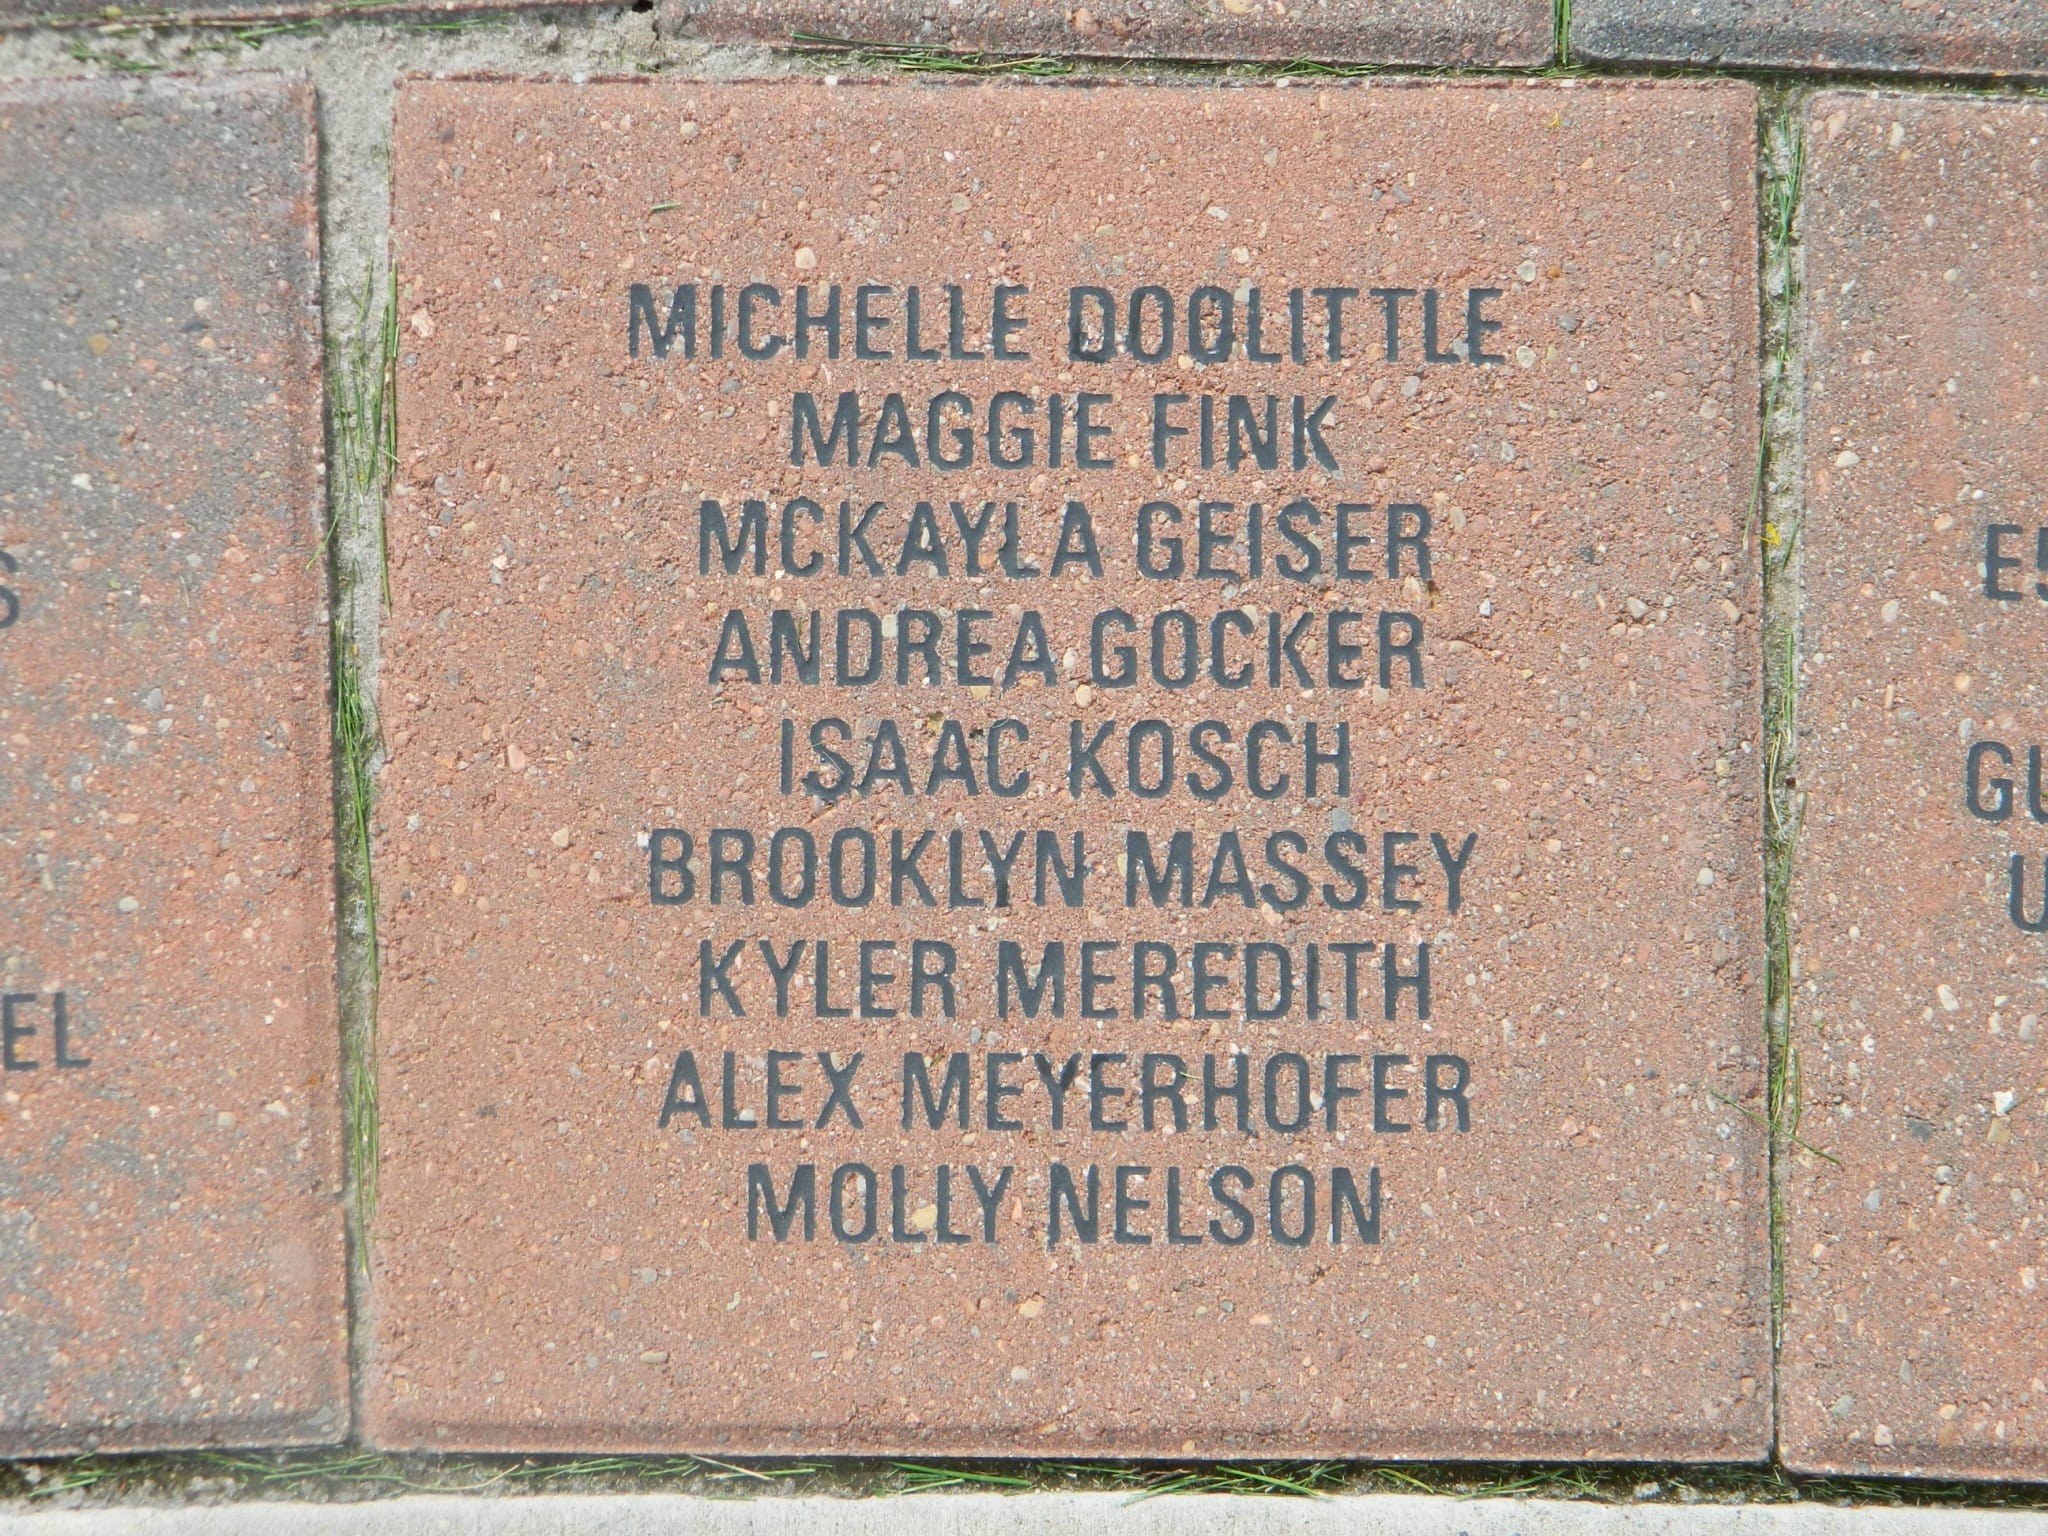 MICHELLE DOOLITTLE
MAGGIE FINK
MCKAYLA GEISER
ANDREA GOCKER
ISAAC KOSCH
BROOKLYN MASSEY
KYLER MEREDITH
ALEX MEYERHOFER
MOLLY NELSON